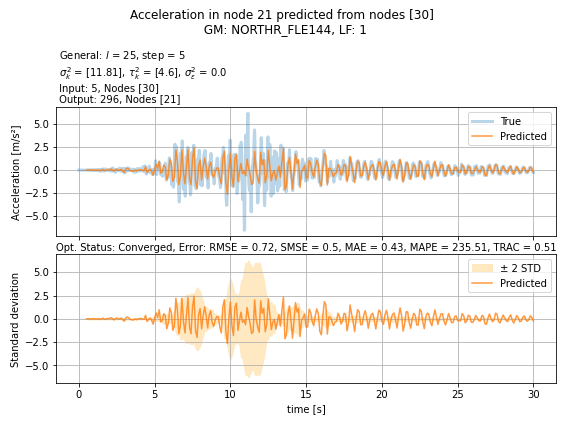 Acceleration in node 21 predicted from nodes [30]
GM: NORTHR_FLE144, LF: 1
General: l = 25, step = 5
σ²ₖ = [11.81], τ²ₖ = [4.6], σ²ε = 0.0
Input: 5, Nodes [30]
Output: 296, Nodes [21]
Acceleration [m/s²]
5.0
2.5
0.0
−2.5
−5.0
True
Predicted
Opt. Status: Converged, Error: RMSE = 0.72, SMSE = 0.5, MAE = 0.43, MAPE = 235.51, TRAC = 0.51
Standard deviation
5.0
2.5
0.0
−2.5
−5.0
± 2 STD
Predicted
0 5 10 15 20 25 30
time [s]